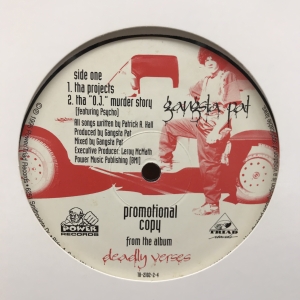 side one
1. tha projects
2. tha "O.J." murder story
[featuring Psycho]
All songs written by Patrick A. Hall
Produced by Gangsta Pat
Mixed by Gangsta Pat
Executive Producer: Leroy McMath
Power Music Publishing [BMI]
gangsta pat
POWER
RECORDS
promotional
copy
from the album
deadly verses
TRIAD